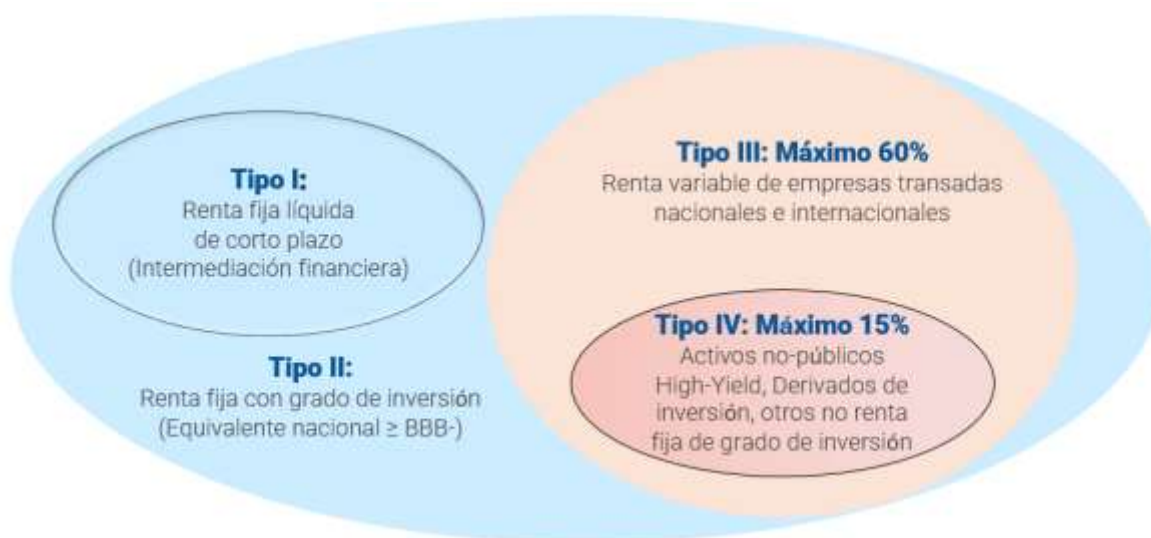 Tipo I:
Renta fija líquida
de corto plazo
(Intermediación financiera)
Tipo II:
Renta fija con grado de inversión
(Equivalente nacional ≥ BBB-)
Tipo III: Máximo 60%
Renta variable de empresas transadas
nacionales e internacionales
Tipo IV: Máximo 15%
Activos no-públicos
High-Yield, Derivados de
inversión, otros no renta
fija de grado de inversión